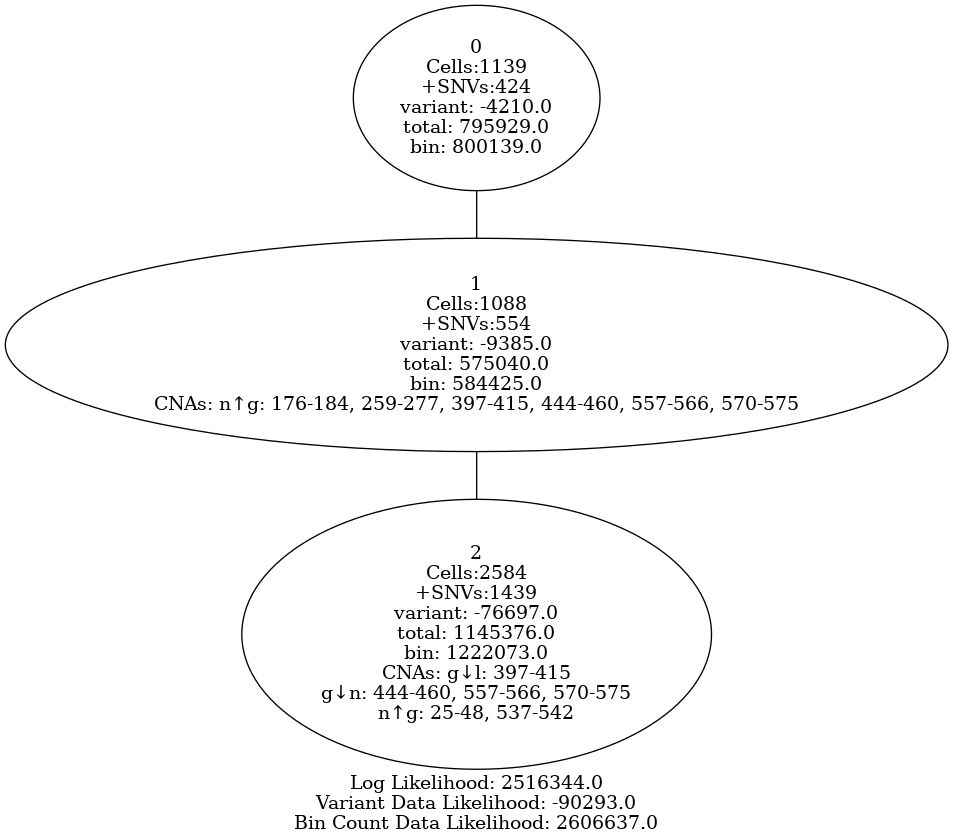 0
Cells:1139
+SNVs:424
variant: -4210.0
total: 795929.0
bin: 800139.0
1
Cells:1088
+SNVs:554
variant: -9385.0
total: 575040.0
bin: 584425.0
CNAs: n↑g: 176-184, 259-277, 397-415, 444-460, 557-566, 570-575
2
Cells:2584
+SNVs:1439
variant: -76697.0
total: 1145376.0
bin: 1222073.0
CNAs: g↓l: 397-415
g↓n: 444-460, 557-566, 570-575
n↑g: 25-48, 537-542
Log Likelihood: 2516344.0
Variant Data Likelihood: -90293.0
Bin Count Data Likelihood: 2606637.0